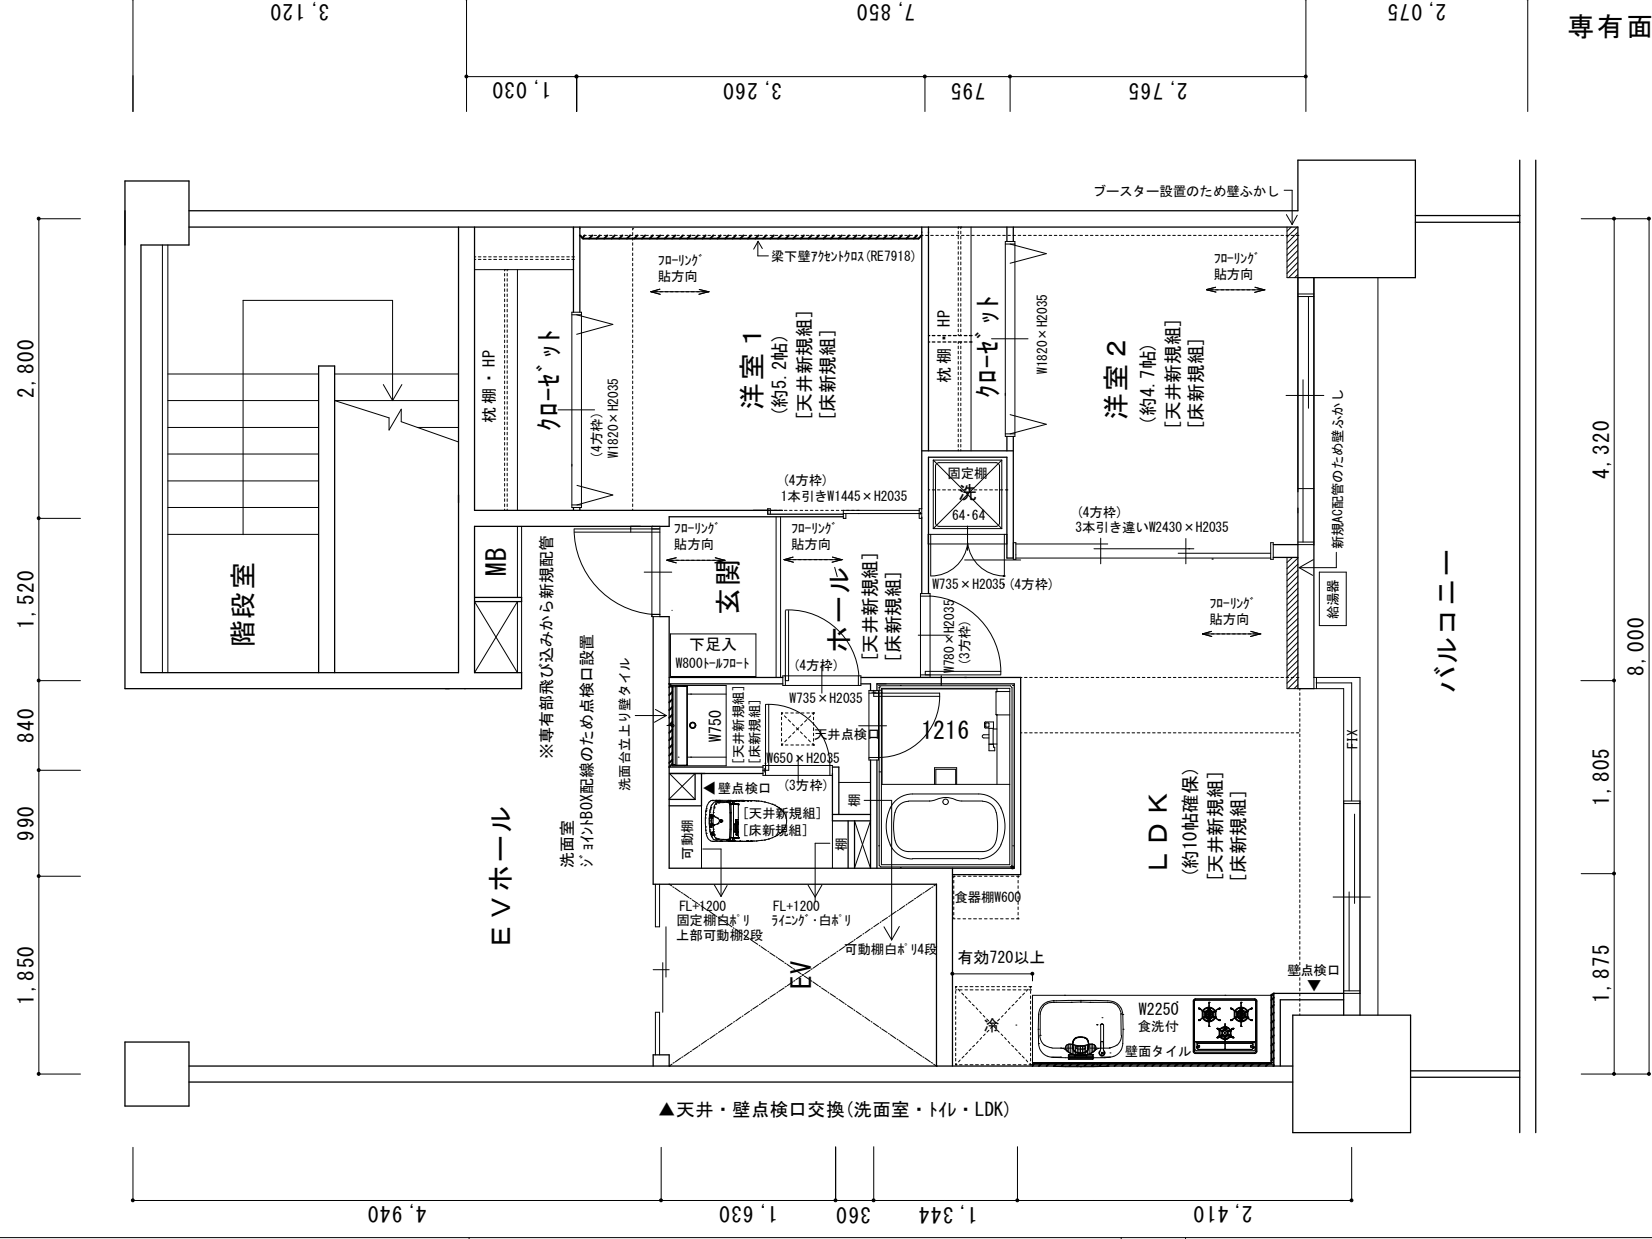 3,120
7,850
2,075
専有面
1,030
3,260
795
2,765
ブースター設置のため壁ふかし
梁下壁アクセントクロス(RE7918)
フローリング
貼方向
フローリング
貼方向
2,800
1,520
840
990
1,850
4,320
1,805
1,875
8,000
枕棚・HP
クローゼット
(4方枠)
W1820×H2035
洋室1
(約5.2帖)
[天井新規組]
[床新規組]
枕棚・HP
クローゼット
W1820×H2035
洋室2
(約4.7帖)
[天井新規組]
[床新規組]
新規AC配管のため壁ふかし
(4方枠)
1本引きW1445×H2035
固定棚
洗
64・64
(4方枠)
3本引き違いW2430×H2035
階段室
MB
※専有部飛び込みから新規配管
フローリング
貼方向
玄関
下足入
W800トールフロート
フローリング
貼方向
ホール
[天井新規組]
[床新規組]
W735×H2035(4方枠)
W780×H2035
(3方枠)
フローリング
貼方向
給湯器
バルコニー
(4方枠)
W735×H2035
洗面室
ジョイントBOX配線のため点検口設置
洗面台立上り壁タイル
W750
[天井新規組]
[床新規組]
天井点検口
W650×H2035
(3方枠)
1216
FIX
◀壁点検口
[天井新規組]
[床新規組]
可動棚
棚
棚
LDK
(約10帖確保)
[天井新規組]
[床新規組]
EVホール
FL+1200
固定棚白ポリ
上部可動棚2段
FL+1200
ライニング・白ポリ
可動棚白ポリ4段
EV
食器棚W600
有効720以上
冷
W2250
食洗付
壁面タイル
壁点検口
▼
▲天井・壁点検口交換(洗面室・トイレ・LDK)
4,940
1,630
360
1,344
2,410